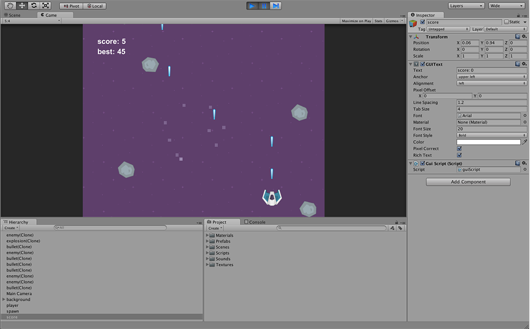 Pivot
Local
Layers
Wide
Scene
Game
Maximize on Play
Stats
Gizmos
score: 5
best: 45
Inspector
score
Static
Tag
Untagged
Layer
Default
Transform
Position
X 0.06
Y 0.94
Z 0
Rotation
X 0
Y 0
Z 0
Scale
X 1
Y 1
Z 1
GUIText
Text
score: 0
Anchor
upper left
Alignment
left
Pixel Offset
X 0
Y 0
Line Spacing
1.2
Tab Size
4
Font
Arial
Material
None (Material)
Font Size
20
Font Style
Bold
Color
Pixel Correct
Rich Text
Gui Script (Script)
Script
guiScript
Add Component
Hierarchy
Create
enemy(Clone)
explosion(Clone)
bullet(Clone)
enemy(Clone)
bullet(Clone)
bullet(Clone)
bullet(Clone)
enemy(Clone)
enemy(Clone)
bullet(Clone)
Main Camera
background
player
spawn
score
Project
Console
Create
Materials
Prefabs
Scenes
Scripts
Sounds
Textures